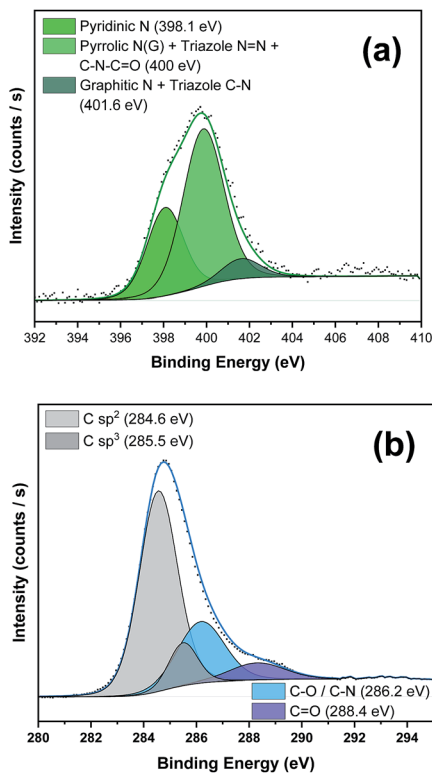 Pyridinic N (398.1 eV)
Pyrrolic N(G) + Triazole N=N +
C-N-C=O (400 eV)
Graphitic N + Triazole C-N
(401.6 eV)
(a)
Intensity (counts / s)
392 394 396 398 400 402 404 406 408 410
Binding Energy (eV)
C sp² (284.6 eV)
C sp³ (285.5 eV)
(b)
Intensity (counts / s)
C-O / C-N (286.2 eV)
C=O (288.4 eV)
280 282 284 286 288 290 292 294
Binding Energy (eV)